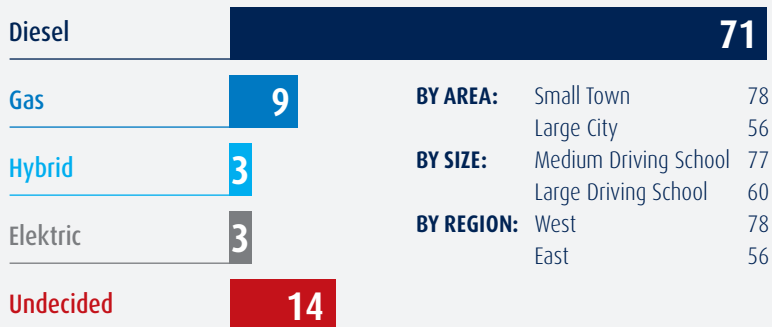 Diesel 71
Gas 9
Hybrid 3
Elektric 3
Undecided 14
BY AREA: Small Town 78
Large City 56
BY SIZE: Medium Driving School 77
Large Driving School 60
BY REGION: West 78
East 56